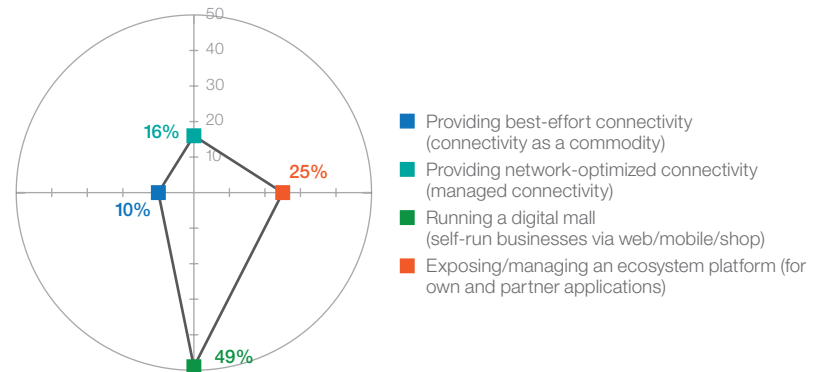 50
40
30
20
10
16%
25%
10%
49%
Providing best-effort connectivity
(connectivity as a commodity)
Providing network-optimized connectivity
(managed connectivity)
Running a digital mall
(self-run businesses via web/mobile/shop)
Exposing/managing an ecosystem platform (for
own and partner applications)